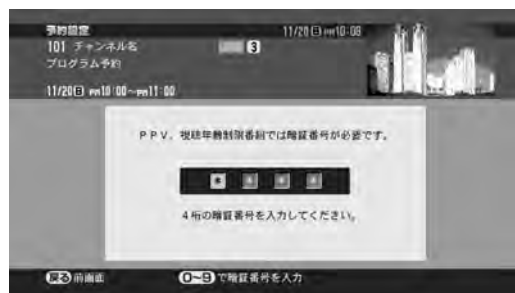 予約設定
11/20 日 pm10:08
101 チャンネル名
3
プログラム予約
11/20日 pm10:00～pm11:00
PPV、視聴年齢制限番組では暗証番号が必要です。
* * * *
4桁の暗証番号を入力してください。
戻る 前画面 0～9 で暗証番号を入力